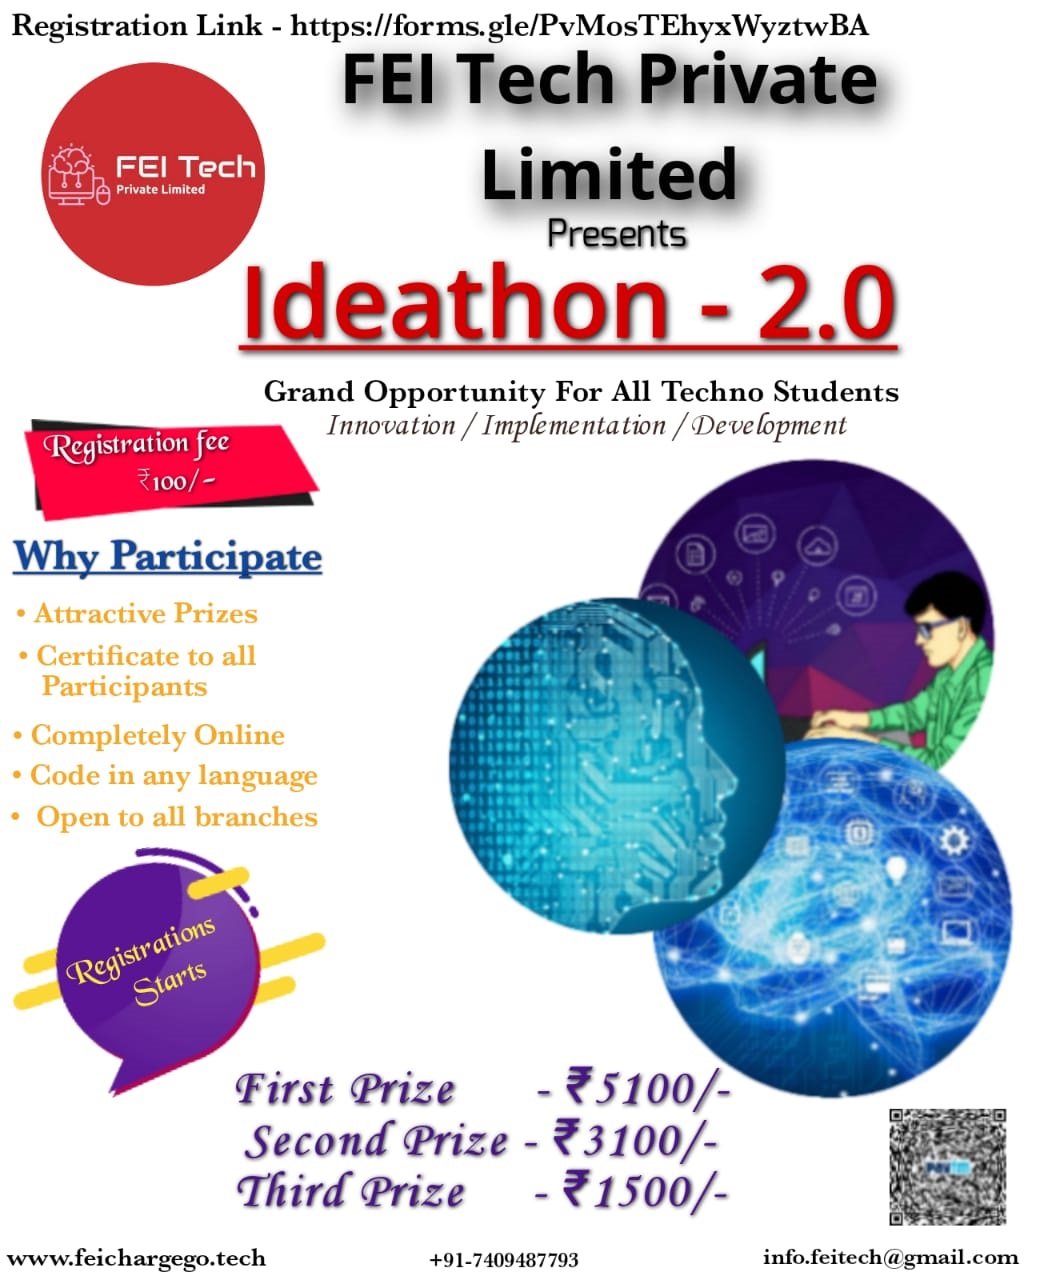 Registration Link - https://forms.gle/PvMosTEhyxWyztwBA
FEI Tech
Private Limited
FEI Tech Private
Limited
Presents
Ideathon - 2.0
Grand Opportunity For All Techno Students
Innovation / Implementation / Development
Registration fee
₹100/-
Why Participate
• Attractive Prizes
• Certificate to all
Participants
• Completely Online
• Code in any language
• Open to all branches
Registrations
Starts
First Prize - ₹5100/-
Second Prize - ₹3100/-
Third Prize - ₹1500/-
paytm
www.feichargego.tech
+91-7409487793
info.feitech@gmail.com